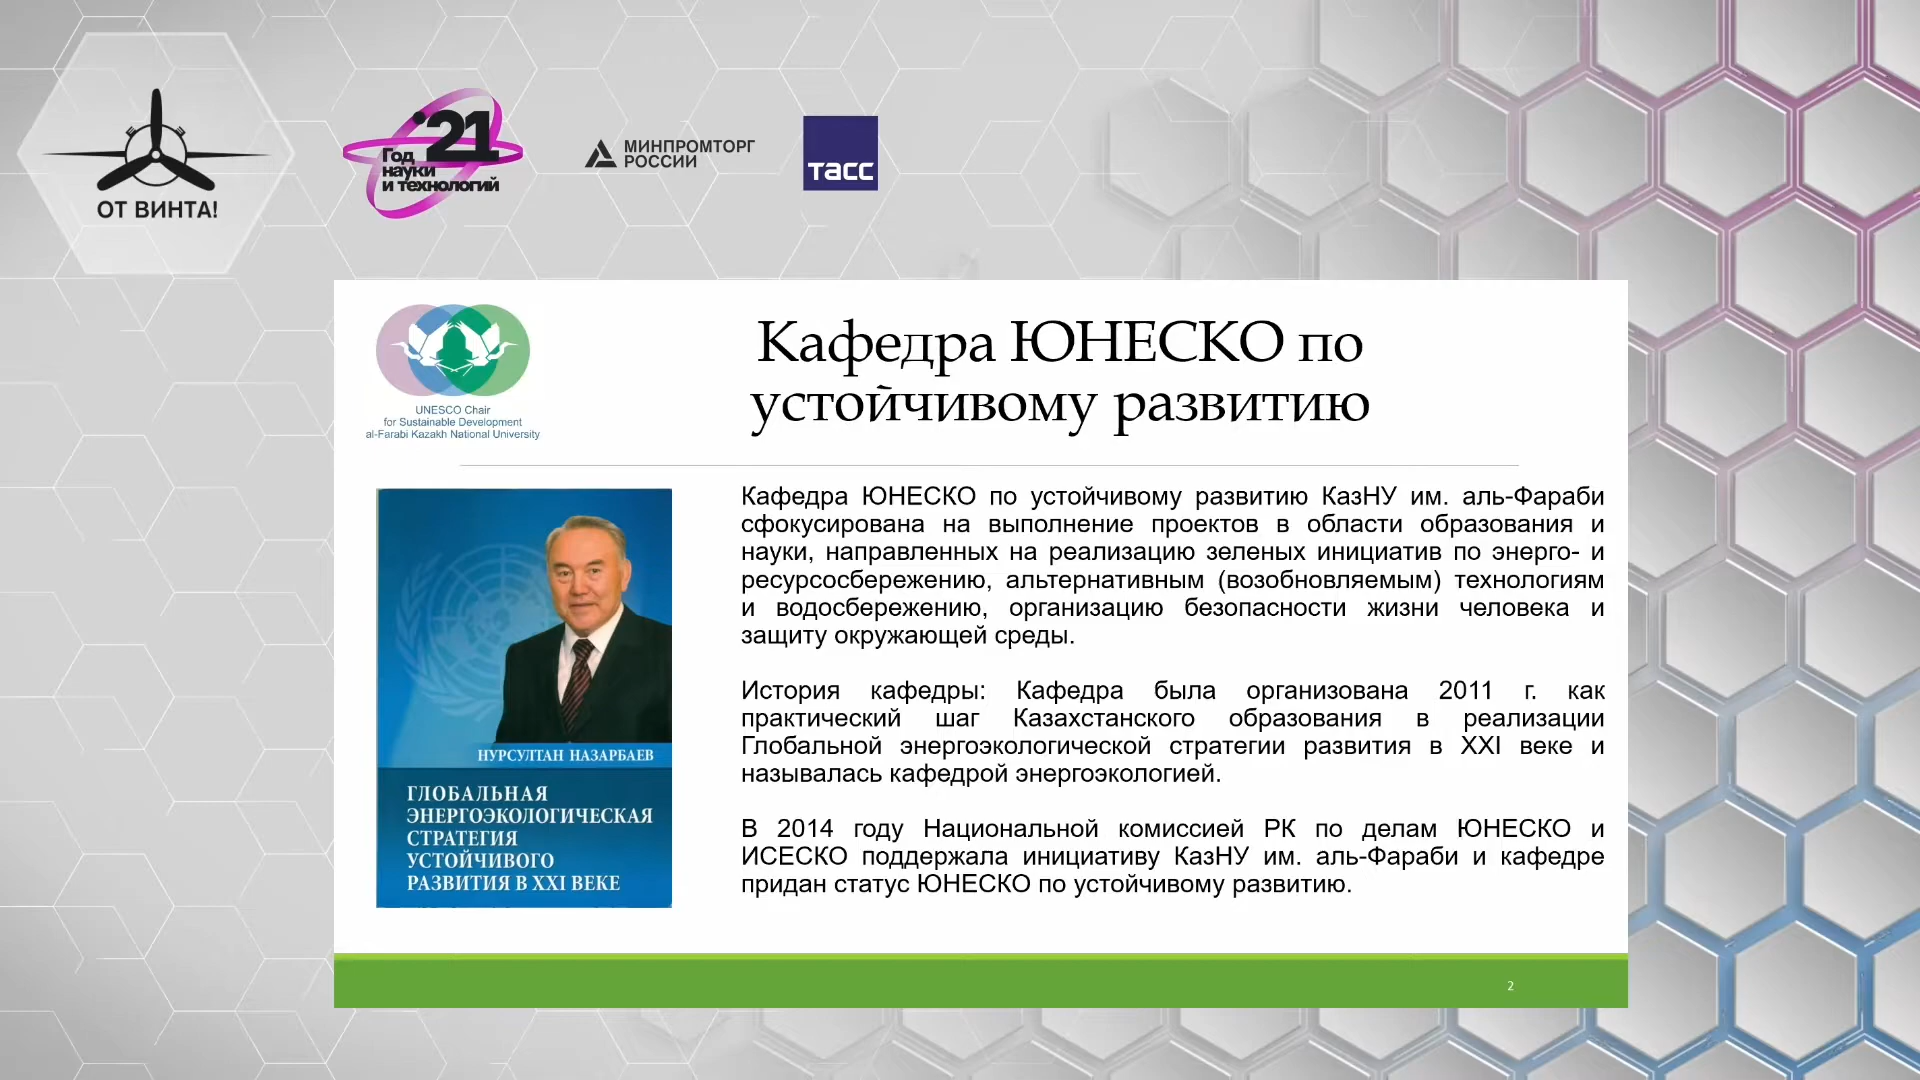 ОТ ВИНТА!
'21
Год
науки
и технологий
МИНПРОМТОРГ
РОССИИ
ТАСС
UNESCO Chair
for Sustainable Development
al-Farabi Kazakh National University
Кафедра ЮНЕСКО по
устойчивому развитию
НУРСУЛТАН НАЗАРБАЕВ
ГЛОБАЛЬНАЯ
ЭНЕРГОЭКОЛОГИЧЕСКАЯ
СТРАТЕГИЯ
УСТОЙЧИВОГО
РАЗВИТИЯ В XXI ВЕКЕ
Кафедра ЮНЕСКО по устойчивому развитию КазНУ им. аль-Фараби
сфокусирована на выполнение проектов в области образования и
науки, направленных на реализацию зеленых инициатив по энерго- и
ресурсосбережению, альтернативным (возобновляемым) технологиям
и водосбережению, организацию безопасности жизни человека и
защиту окружающей среды.
История кафедры: Кафедра была организована 2011 г. как
практический шаг Казахстанского образования в реализации
Глобальной энергоэкологической стратегии развития в XXI веке и
называлась кафедрой энергоэкологией.
В 2014 году Национальной комиссией РК по делам ЮНЕСКО и
ИСЕСКО поддержала инициативу КазНУ им. аль-Фараби и кафедре
придан статус ЮНЕСКО по устойчивому развитию.
2